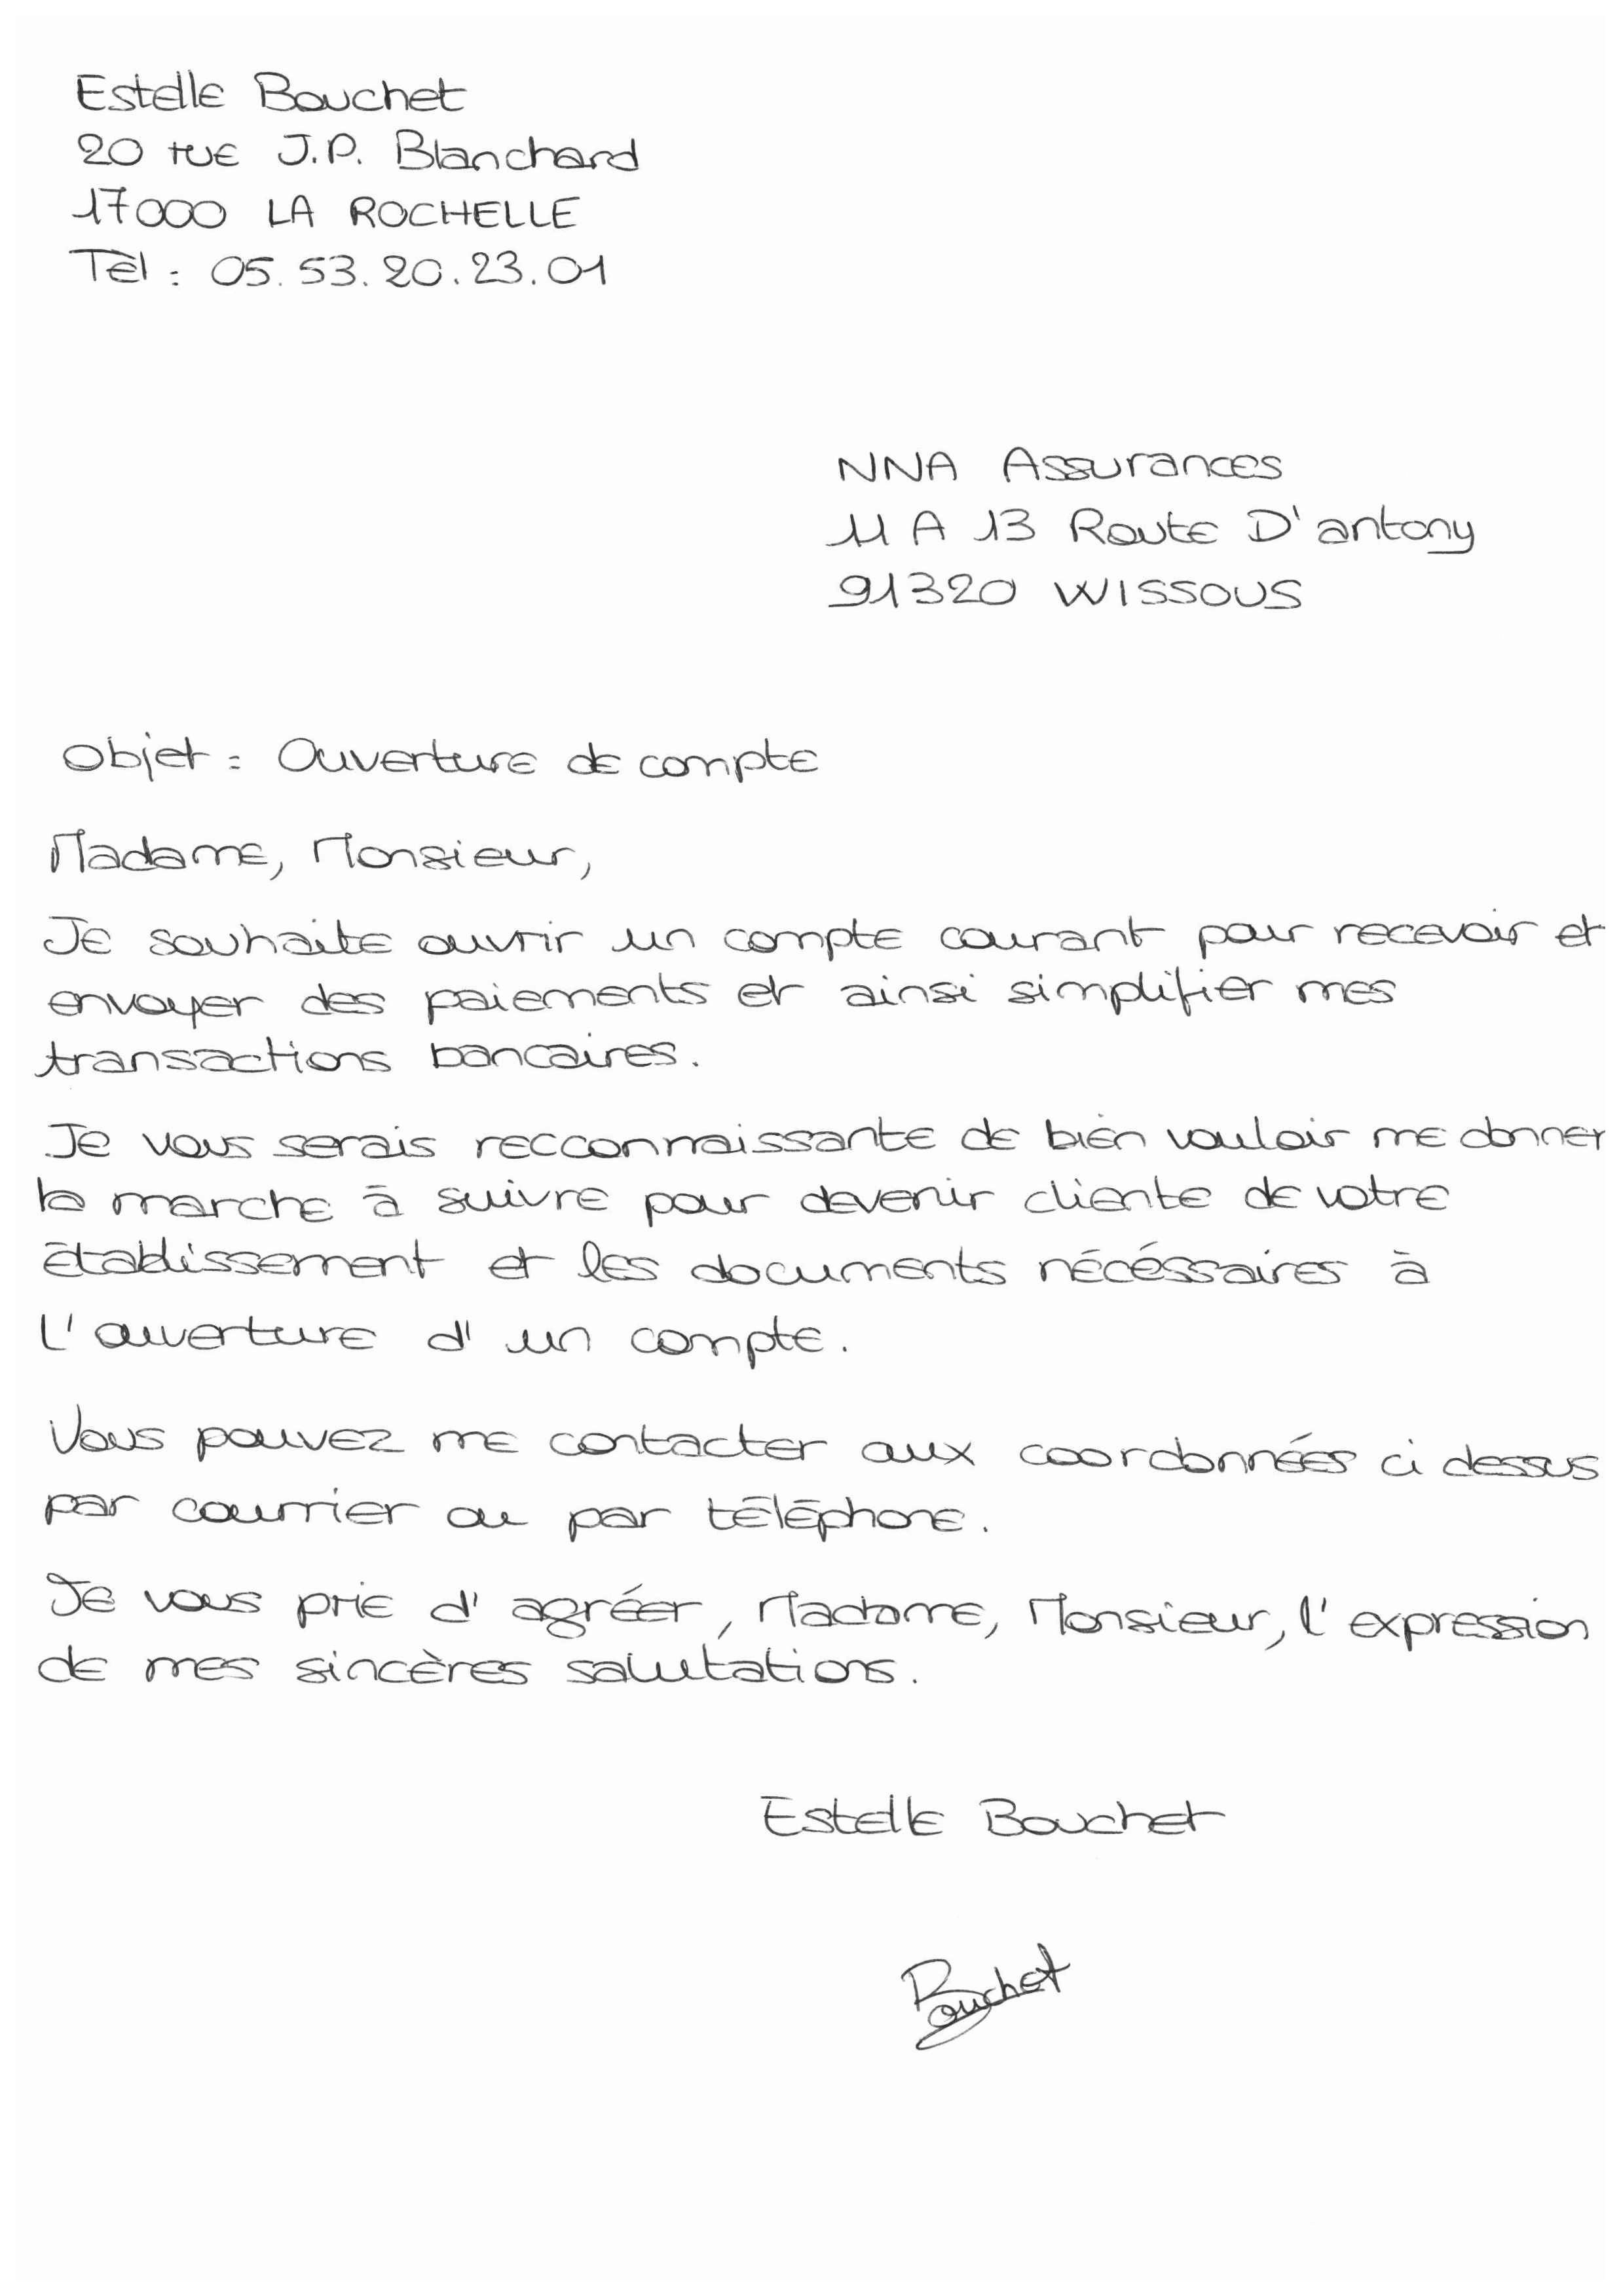 Estelle Bouchet
20 rue J.P. Blanchard
17000 LA ROCHELLE
Tèl : 05.53.20.23.01
NNA Assurances
11 A 13 Route D'antony
91320 WISSOUS
Objet : Ouverture de compte
Madame, Monsieur,
Je souhaite ouvrir un compte courant pour recevoir et
envoyer des paiements et ainsi simplifier mes
transactions bancaires.
Je vous serais recconnaissante de bien vouloir me donner
la marche à suivre pour devenir cliente de votre
établissement et les documents nécéssaires à
l'ouverture d'un compte.
Vous pouvez me contacter aux coordonnées ci dessus
par courrier ou par téléphone.
Je vous prie d'agréer, Madame, Monsieur, l'expression
de mes sincères salutations.
Estelle Bouchet
Bouchet